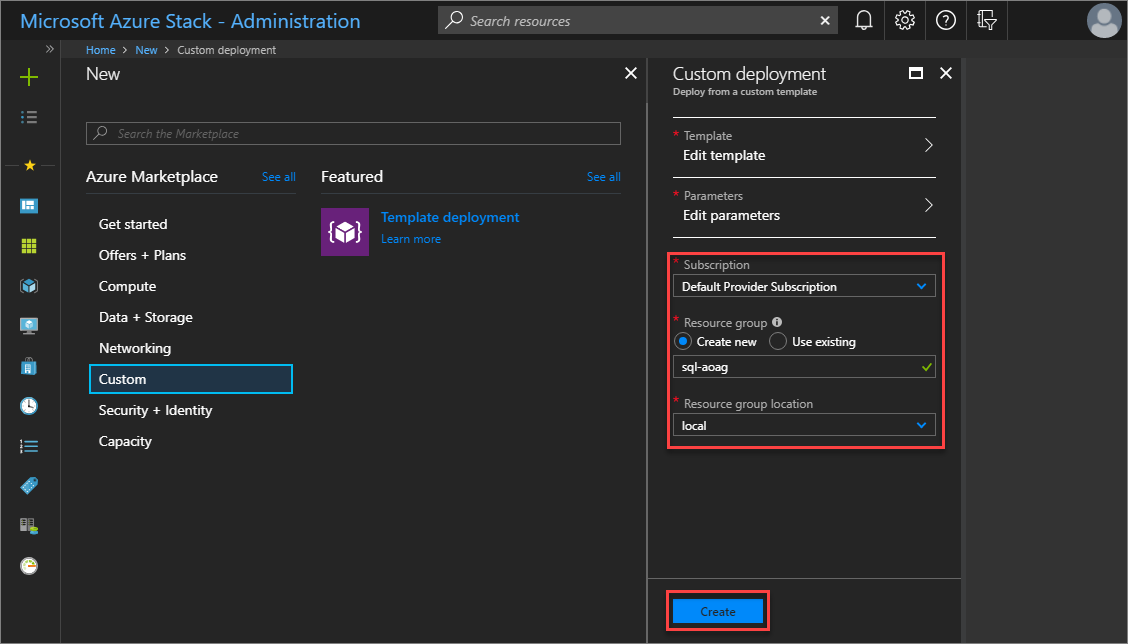 Microsoft Azure Stack - Administration
Search resources
Home > New > Custom deployment
New
Search the Marketplace
Azure Marketplace
See all
Get started
Offers + Plans
Compute
Data + Storage
Networking
Custom
Security + Identity
Capacity
Featured
See all
Template deployment
Learn more
Custom deployment
Deploy from a custom template
* Template
Edit template
* Parameters
Edit parameters
* Subscription
Default Provider Subscription
* Resource group
Create new
Use existing
sql-aoag
* Resource group location
local
Create